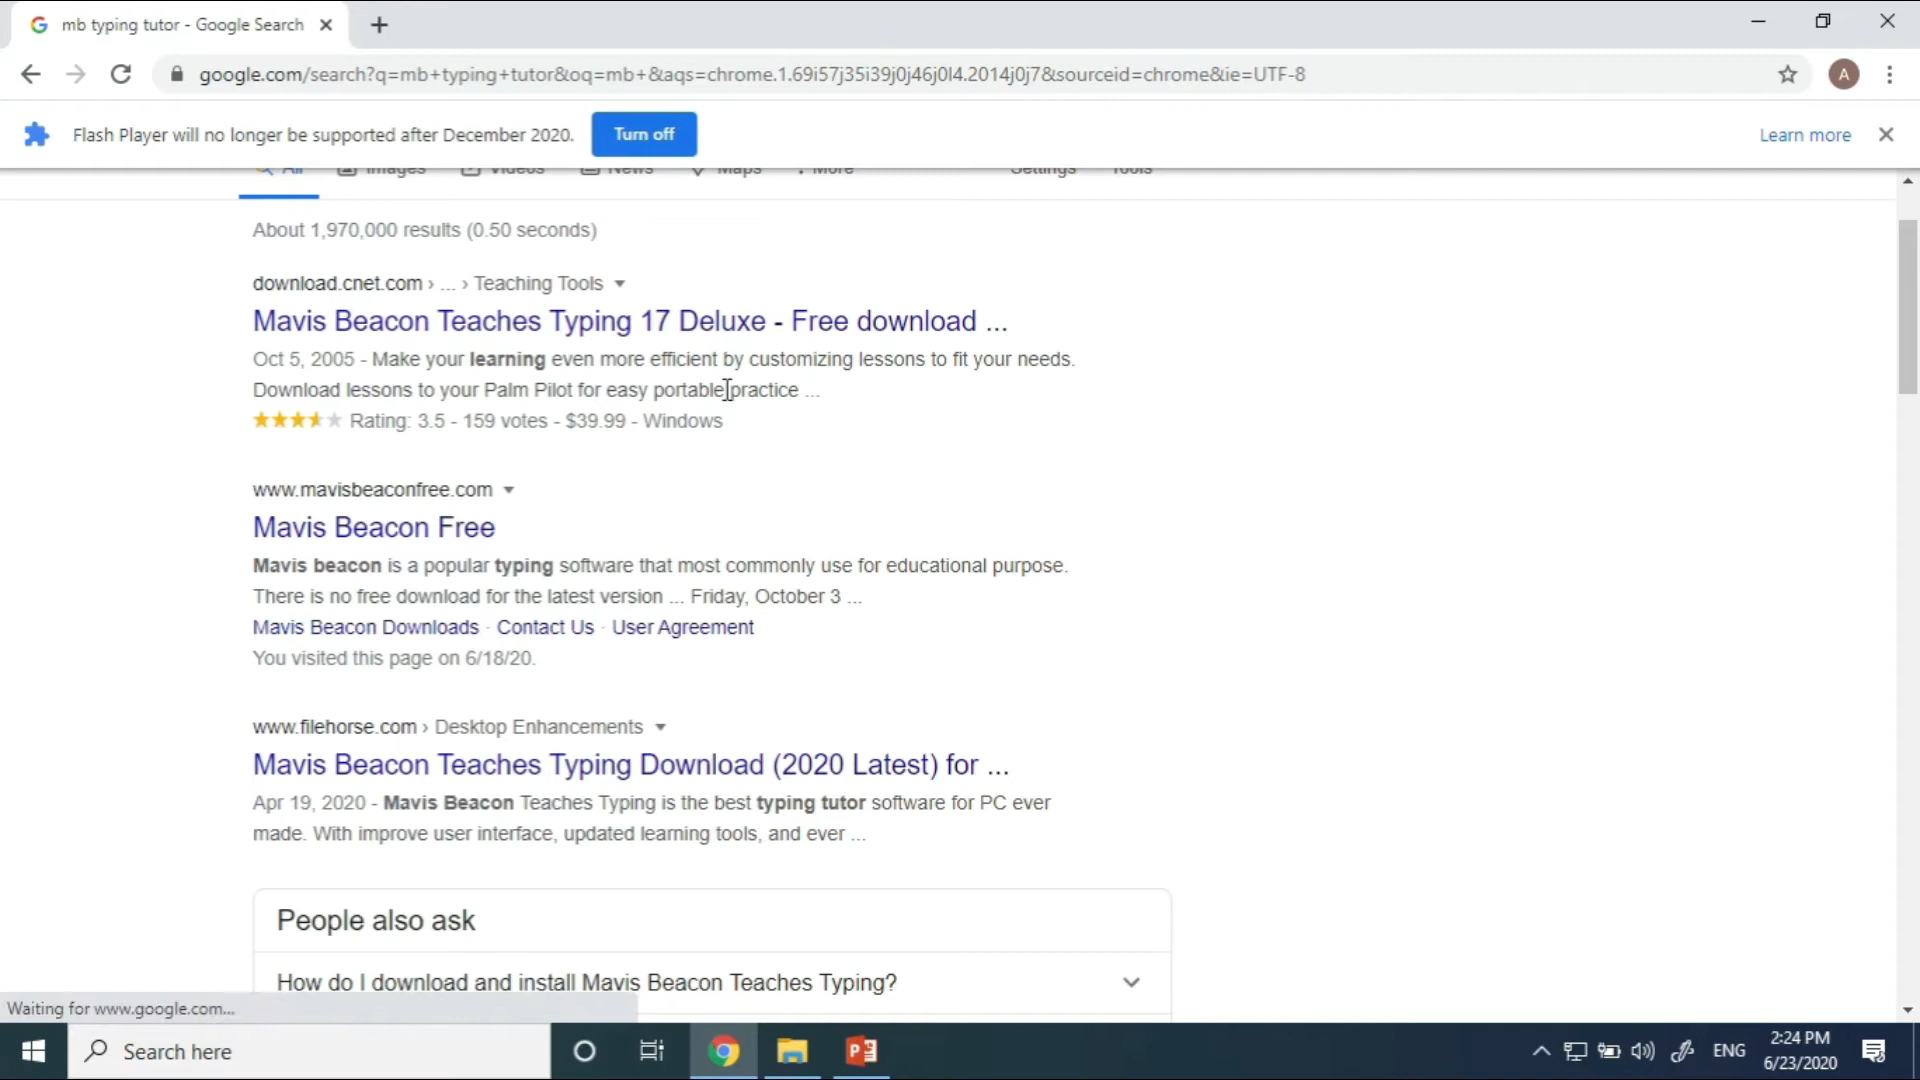 mb typing tutor - Google Search
google.com/search?q=mb+typing+tutor&oq=mb+&aqs=chrome.1.69i57j35i39j0j46j0l4.2014j0j7&sourceid=chrome&ie=UTF-8
A
Flash Player will no longer be supported after December 2020.
Turn off
Learn more
All Images Videos News Maps More Settings Tools
About 1,970,000 results (0.50 seconds)
download.cnet.com › ... › Teaching Tools
Mavis Beacon Teaches Typing 17 Deluxe - Free download ...
Oct 5, 2005 - Make your learning even more efficient by customizing lessons to fit your needs.
Download lessons to your Palm Pilot for easy portable practice ...
Rating: 3.5 - 159 votes - $39.99 - Windows
www.mavisbeaconfree.com
Mavis Beacon Free
Mavis beacon is a popular typing software that most commonly use for educational purpose.
There is no free download for the latest version ... Friday, October 3 ...
Mavis Beacon Downloads · Contact Us · User Agreement
You visited this page on 6/18/20.
www.filehorse.com › Desktop Enhancements
Mavis Beacon Teaches Typing Download (2020 Latest) for ...
Apr 19, 2020 - Mavis Beacon Teaches Typing is the best typing tutor software for PC ever
made. With improve user interface, updated learning tools, and ever ...
People also ask
How do I download and install Mavis Beacon Teaches Typing?
Waiting for www.google.com...
Search here
ENG
2:24 PM
6/23/2020